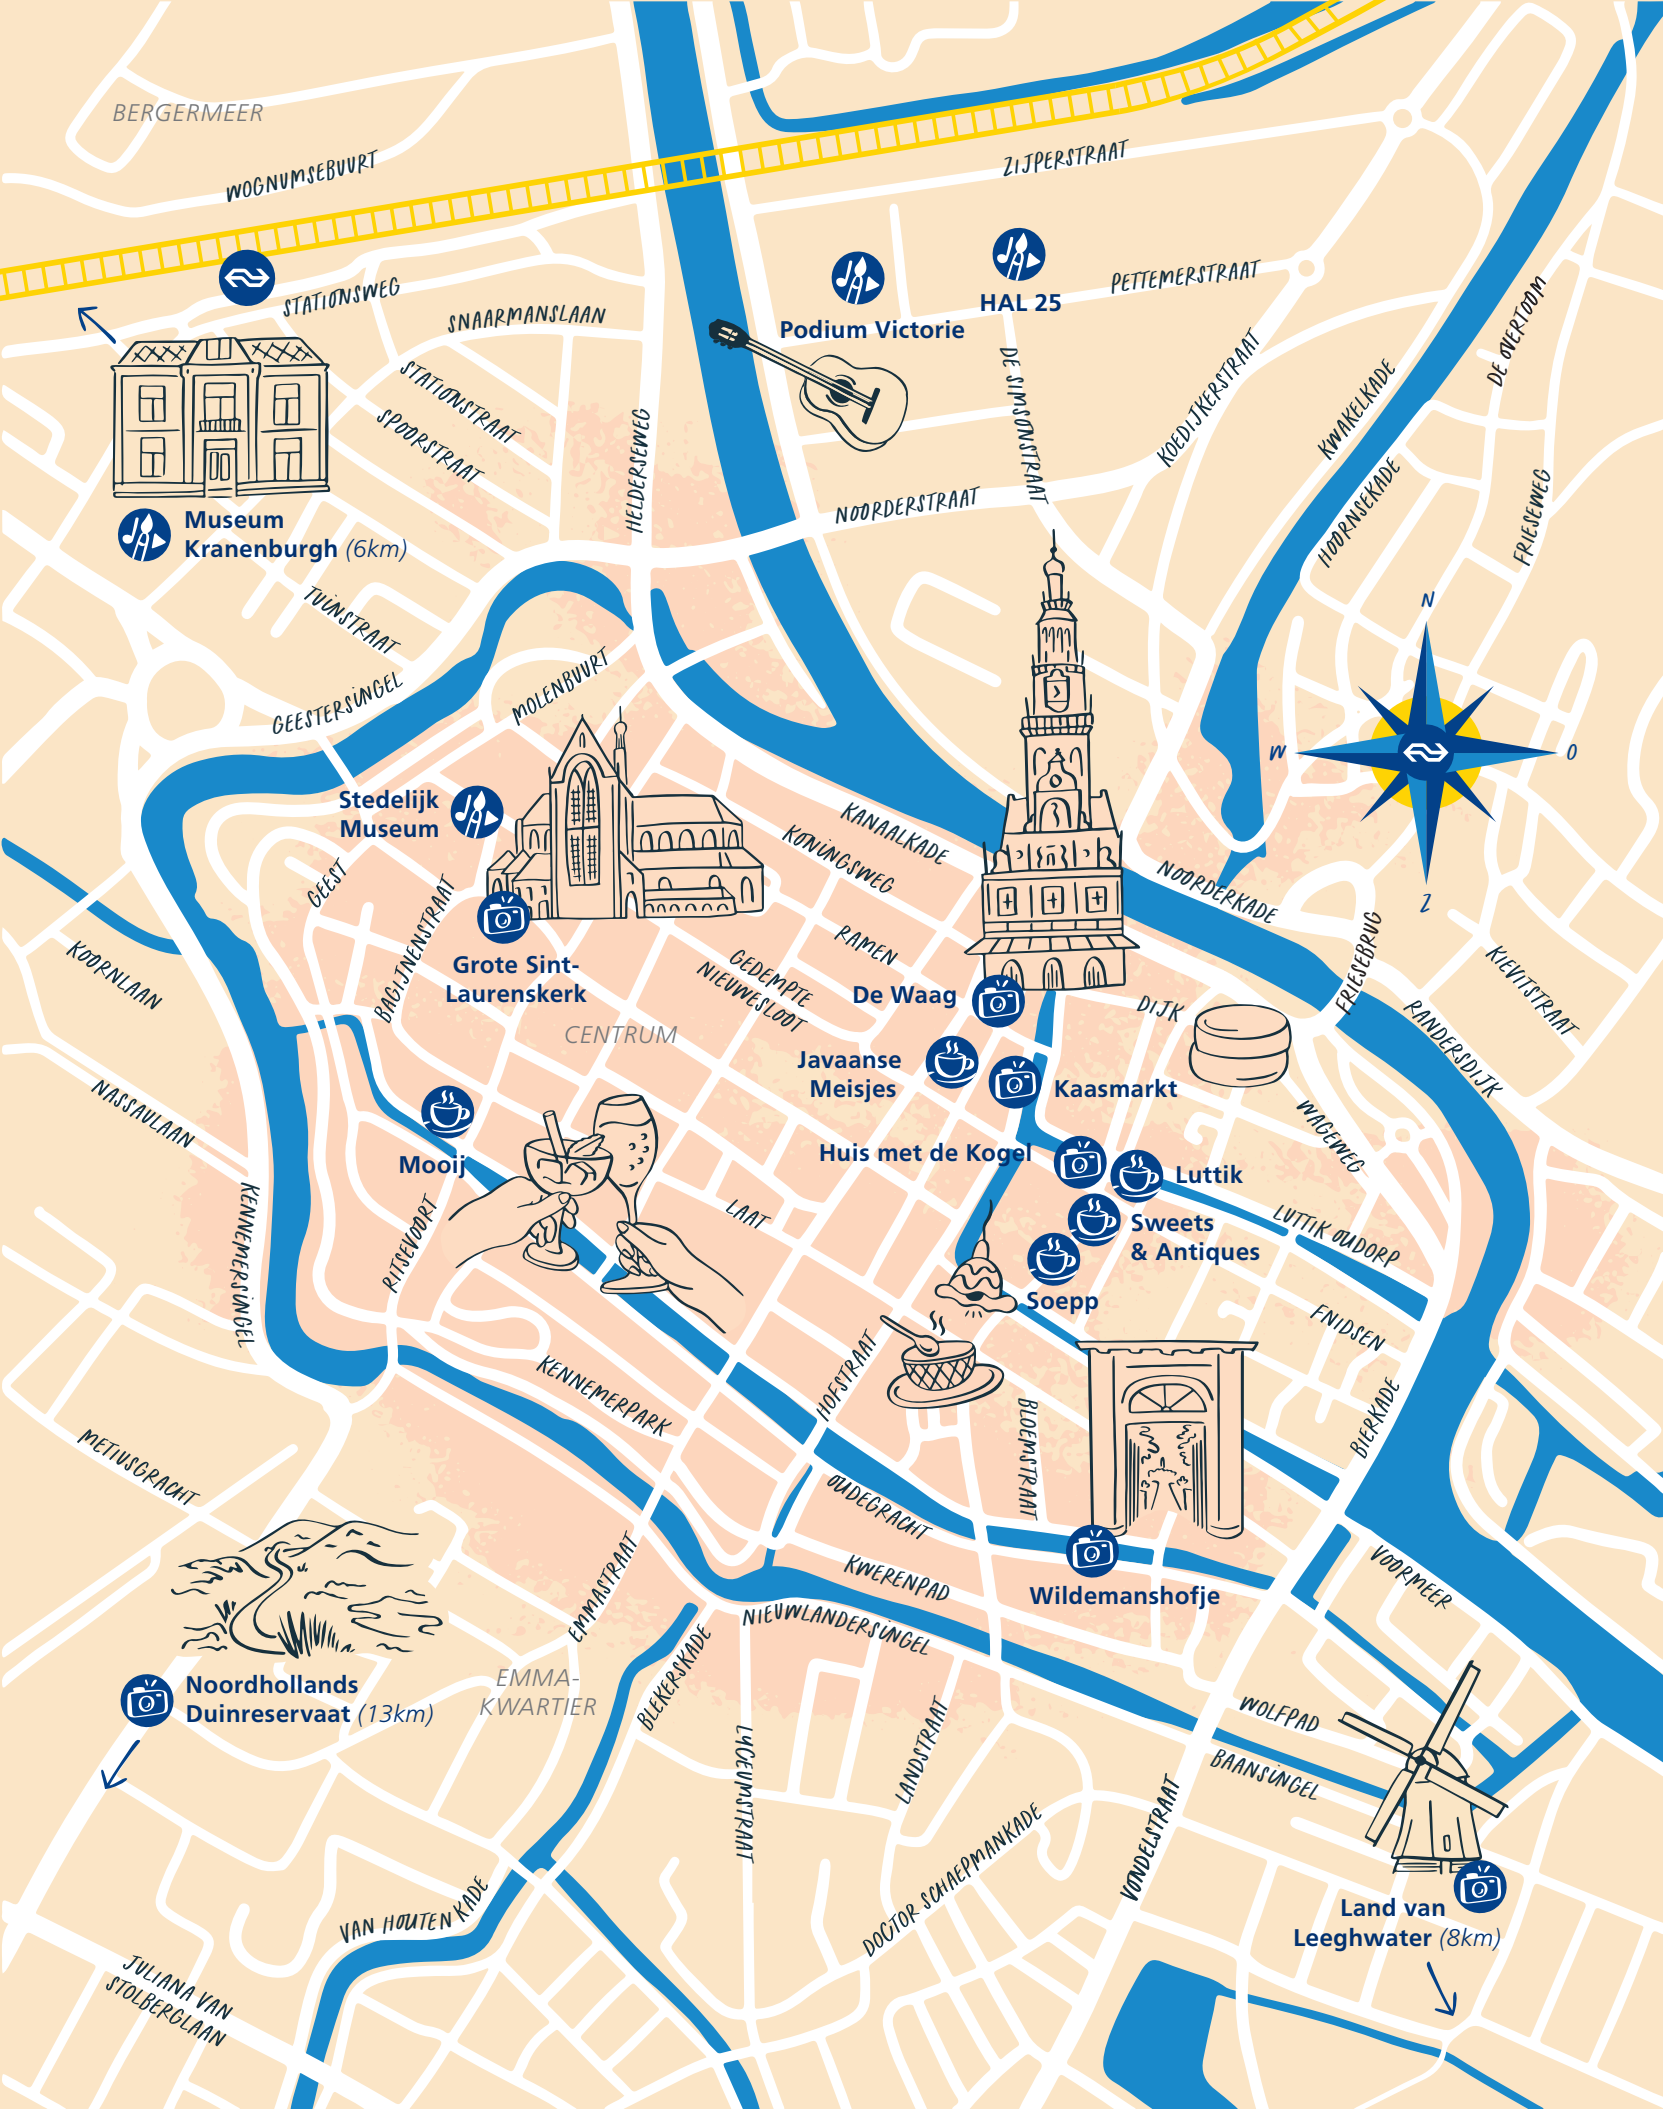 BERGERMEER
WOGNUMSEBUURT
ZIJPERSTRAAT
STATIONSWEG
SNAARMANSLAAN
HAL 25
Podium Victorie
PETTEMERSTRAAT
DE OVERTOOM
STATIONSTRAAT
SPOORSTRAAT
HELDERSEWEG
DE SIMSONSTRAAT
KOEDIJKERSTRAAT
KWAKELKADE
HOORNSEKADE
FRIESEWEG
NOORDERSTRAAT
Museum
Kranenburgh (6km)
TUINSTRAAT
GEESTERSINGEL
MOLENBUURT
N
W
O
Z
Stedelijk
Museum
GEEST
BAGIJNENSTRAAT
KANAALKADE
KONINGSWEG
RAMEN
NOORDERKADE
FRIESEBRUG
KIEVITSTRAAT
RANDERSDIJK
KOORNLAAN
Grote Sint-
Laurenskerk
GEDEMPTE
NIEUWESLOOT
De Waag
DIJK
CENTRUM
Javaanse
Meisjes
Kaasmarkt
WAGEWEG
NASSAULAAN
Mooij
Huis met de Kogel
Luttik
Sweets
& Antiques
Soepp
LUTTIK OUDORP
LAAT
RITSEVOORT
KENNEMERSINGEL
FNIDSEN
KENNEMERPARK
HOFSTRAAT
BLOEMSTRAAT
BIERKADE
METIUSGRACHT
OUDEGRACHT
EMMASTRAAT
KWERENPAD
NIEUWLANDERSINGEL
Wildemanshofje
VOORMEER
BLEKERSKADE
EMMA-
KWARTIER
Noordhollands
Duinreservaat (13km)
LYCEUMSTRAAT
LANDSTRAAT
WOLFPAD
BAANSINGEL
VONDELSTRAAT
DOCTOR SCHAEPMANKADE
VAN HOUTEN KADE
Land van
Leeghwater (8km)
JULIANA VAN
STOLBERGLAAN